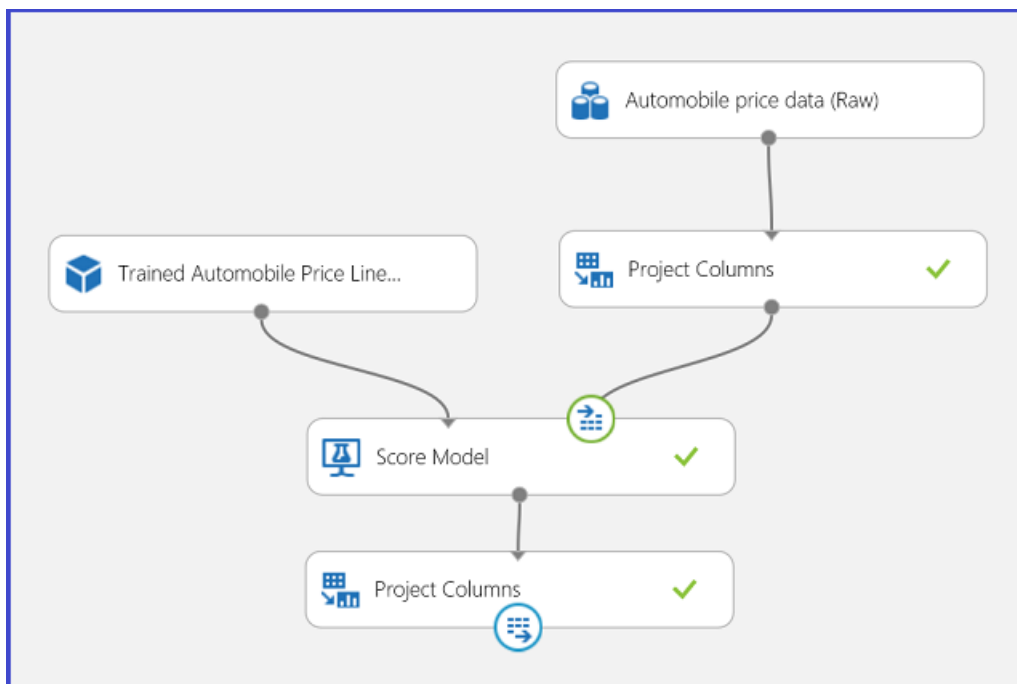 Automobile price data (Raw)
Project Columns
Trained Automobile Price Line...
Score Model
Project Columns